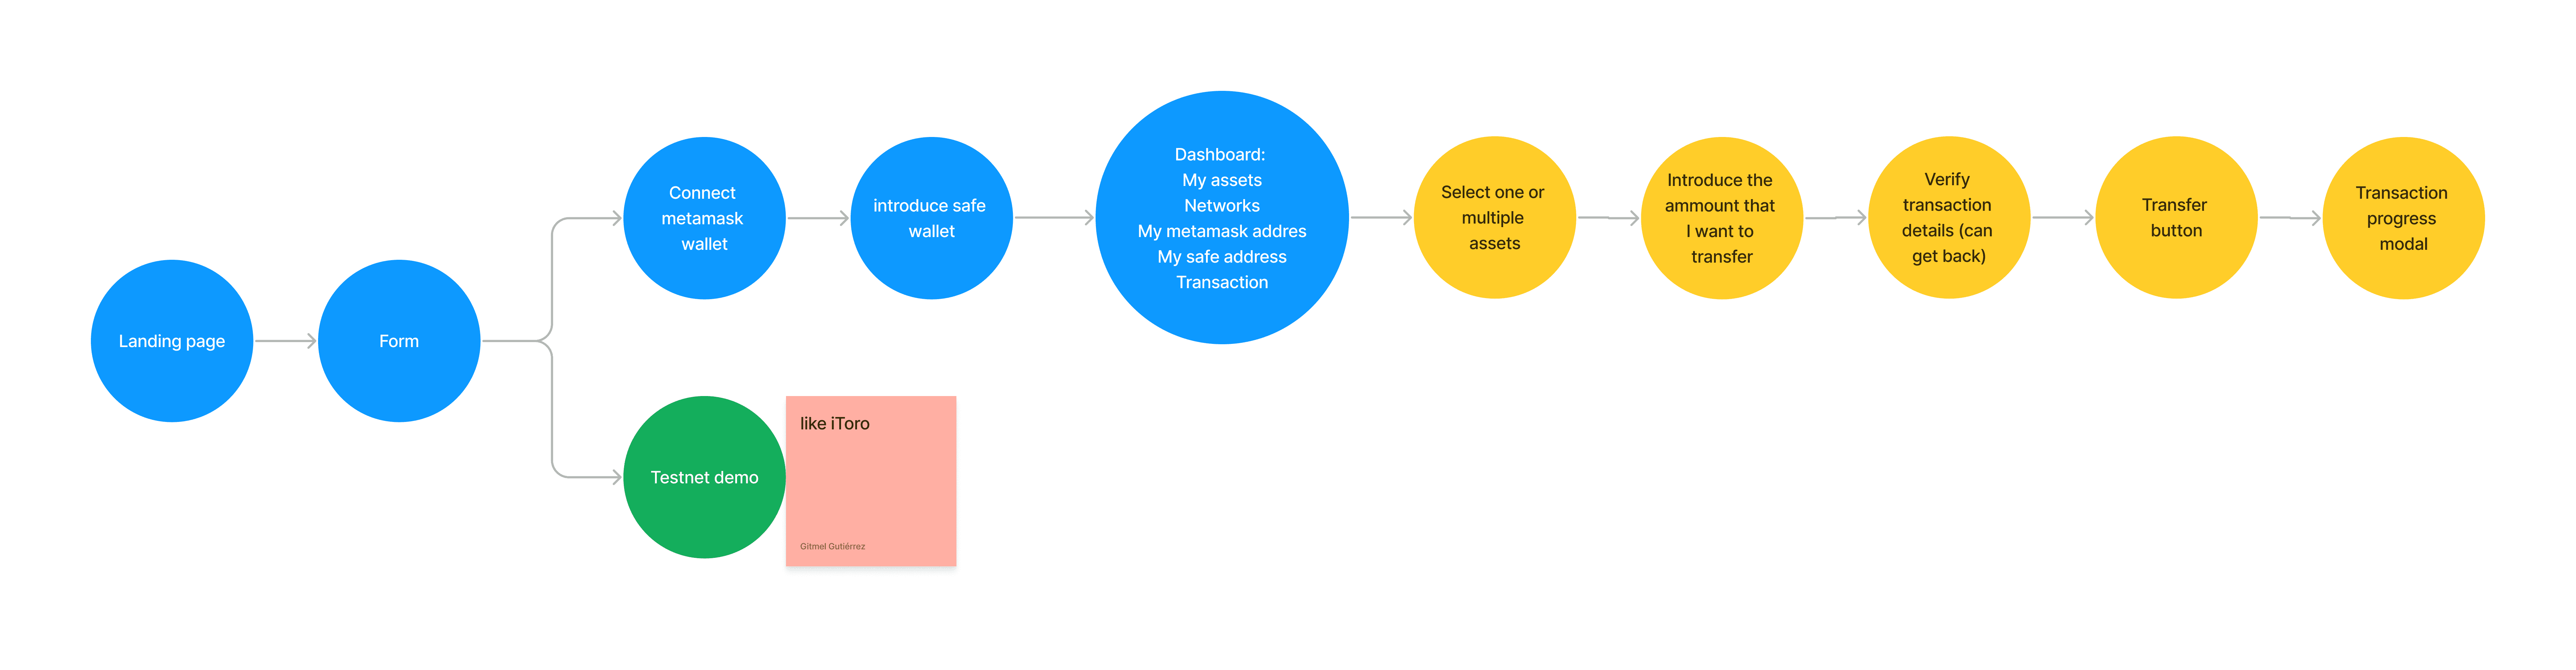 Landing page
Form
Connect
metamask
wallet
introduce safe
wallet
Dashboard:
My assets
Networks
My metamask addres
My safe address
Transaction
Select one or
multiple
assets
Introduce the
ammount that
I want to
transfer
Verify
transaction
details (can
get back)
Transfer
button
Transaction
progress
modal
Testnet demo
like iToro
Gitmel Gutiérrez